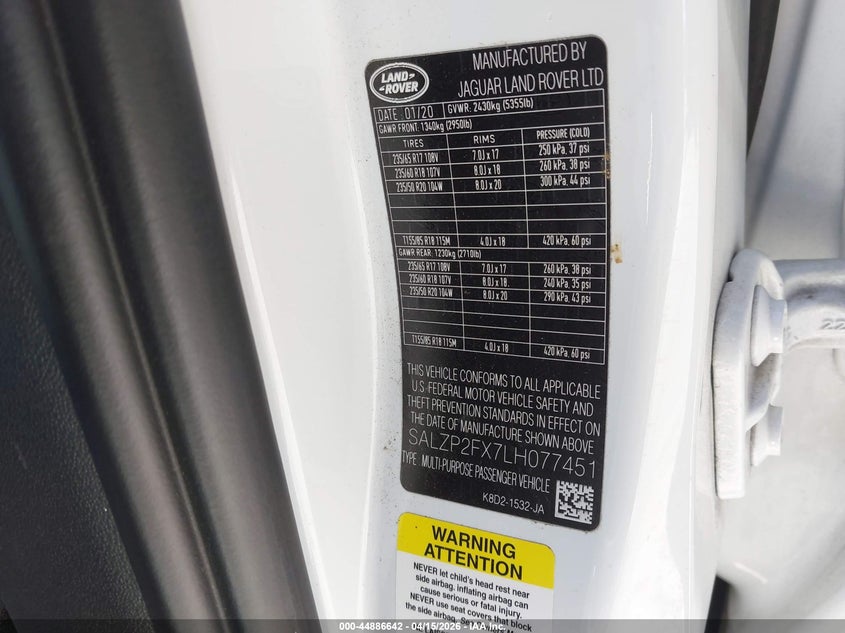 LAND ROVER
MANUFACTURED BY
JAGUAR LAND ROVER LTD
DATE: 01/20 GVWR: 2430kg (5355lb)
GAWR FRONT: 1340kg (2950lb)
TIRES RIMS PRESSURE (COLD)
235/65 R17 108V 7.0J x 17 250 kPa, 37 psi
235/60 R18 107V 8.0J x 18 260 kPa, 38 psi
235/50 R20 104W 8.0J x 20 300 kPa, 44 psi
T155/85 R18 115M 4.0J x 18 420 kPa, 60 psi
GAWR REAR: 1230kg (2710lb)
235/65 R17 108V 7.0J x 17 260 kPa, 38 psi
235/60 R18 107V 8.0J x 18 240 kPa, 35 psi
235/50 R20 104W 8.0J x 20 290 kPa, 43 psi
T155/85 R18 115M 4.0J x 18 420 kPa, 60 psi
THIS VEHICLE CONFORMS TO ALL APPLICABLE
U.S-FEDERAL MOTOR VEHICLE SAFETY AND
THEFT PREVENTION STANDARDS IN EFFECT ON
THE DATE OF MANUFACTURE SHOWN ABOVE
SALZP2FX7LH077451
TYPE: MULTI-PURPOSE PASSENGER VEHICLE
K8D2-1532-JA
WARNING
ATTENTION
NEVER let child's head rest near
side airbag. inflating airbag can
cause serious or fatal injury.
NEVER use seat covers that block
the side airbag.
000-44886642 - 04/15/2026 - IAAI.COM